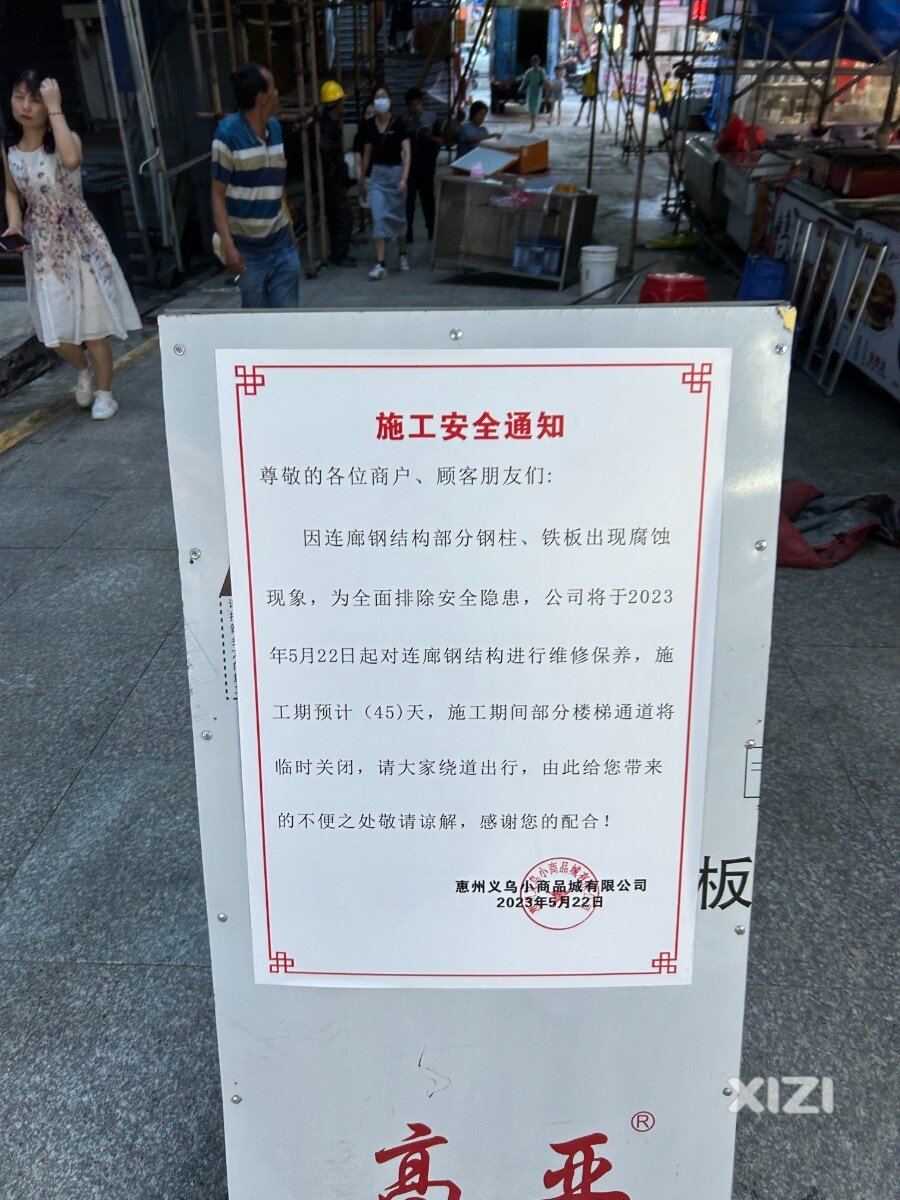 施工安全通知
尊敬的各位商户、顾客朋友们:
因连廊钢结构部分钢柱、铁板出现腐蚀
现象，为全面排除安全隐患，公司将于2023
年5月22日起对连廊钢结构进行维修保养，施
工期预计（45)天，施工期间部分楼梯通道将
临时关闭，请大家绕道出行，由此给您带来
的不便之处敬请谅解，感谢您的配合！
惠州义乌小商品城有限公司
2023年5月22日
板
XIZI
高亚®